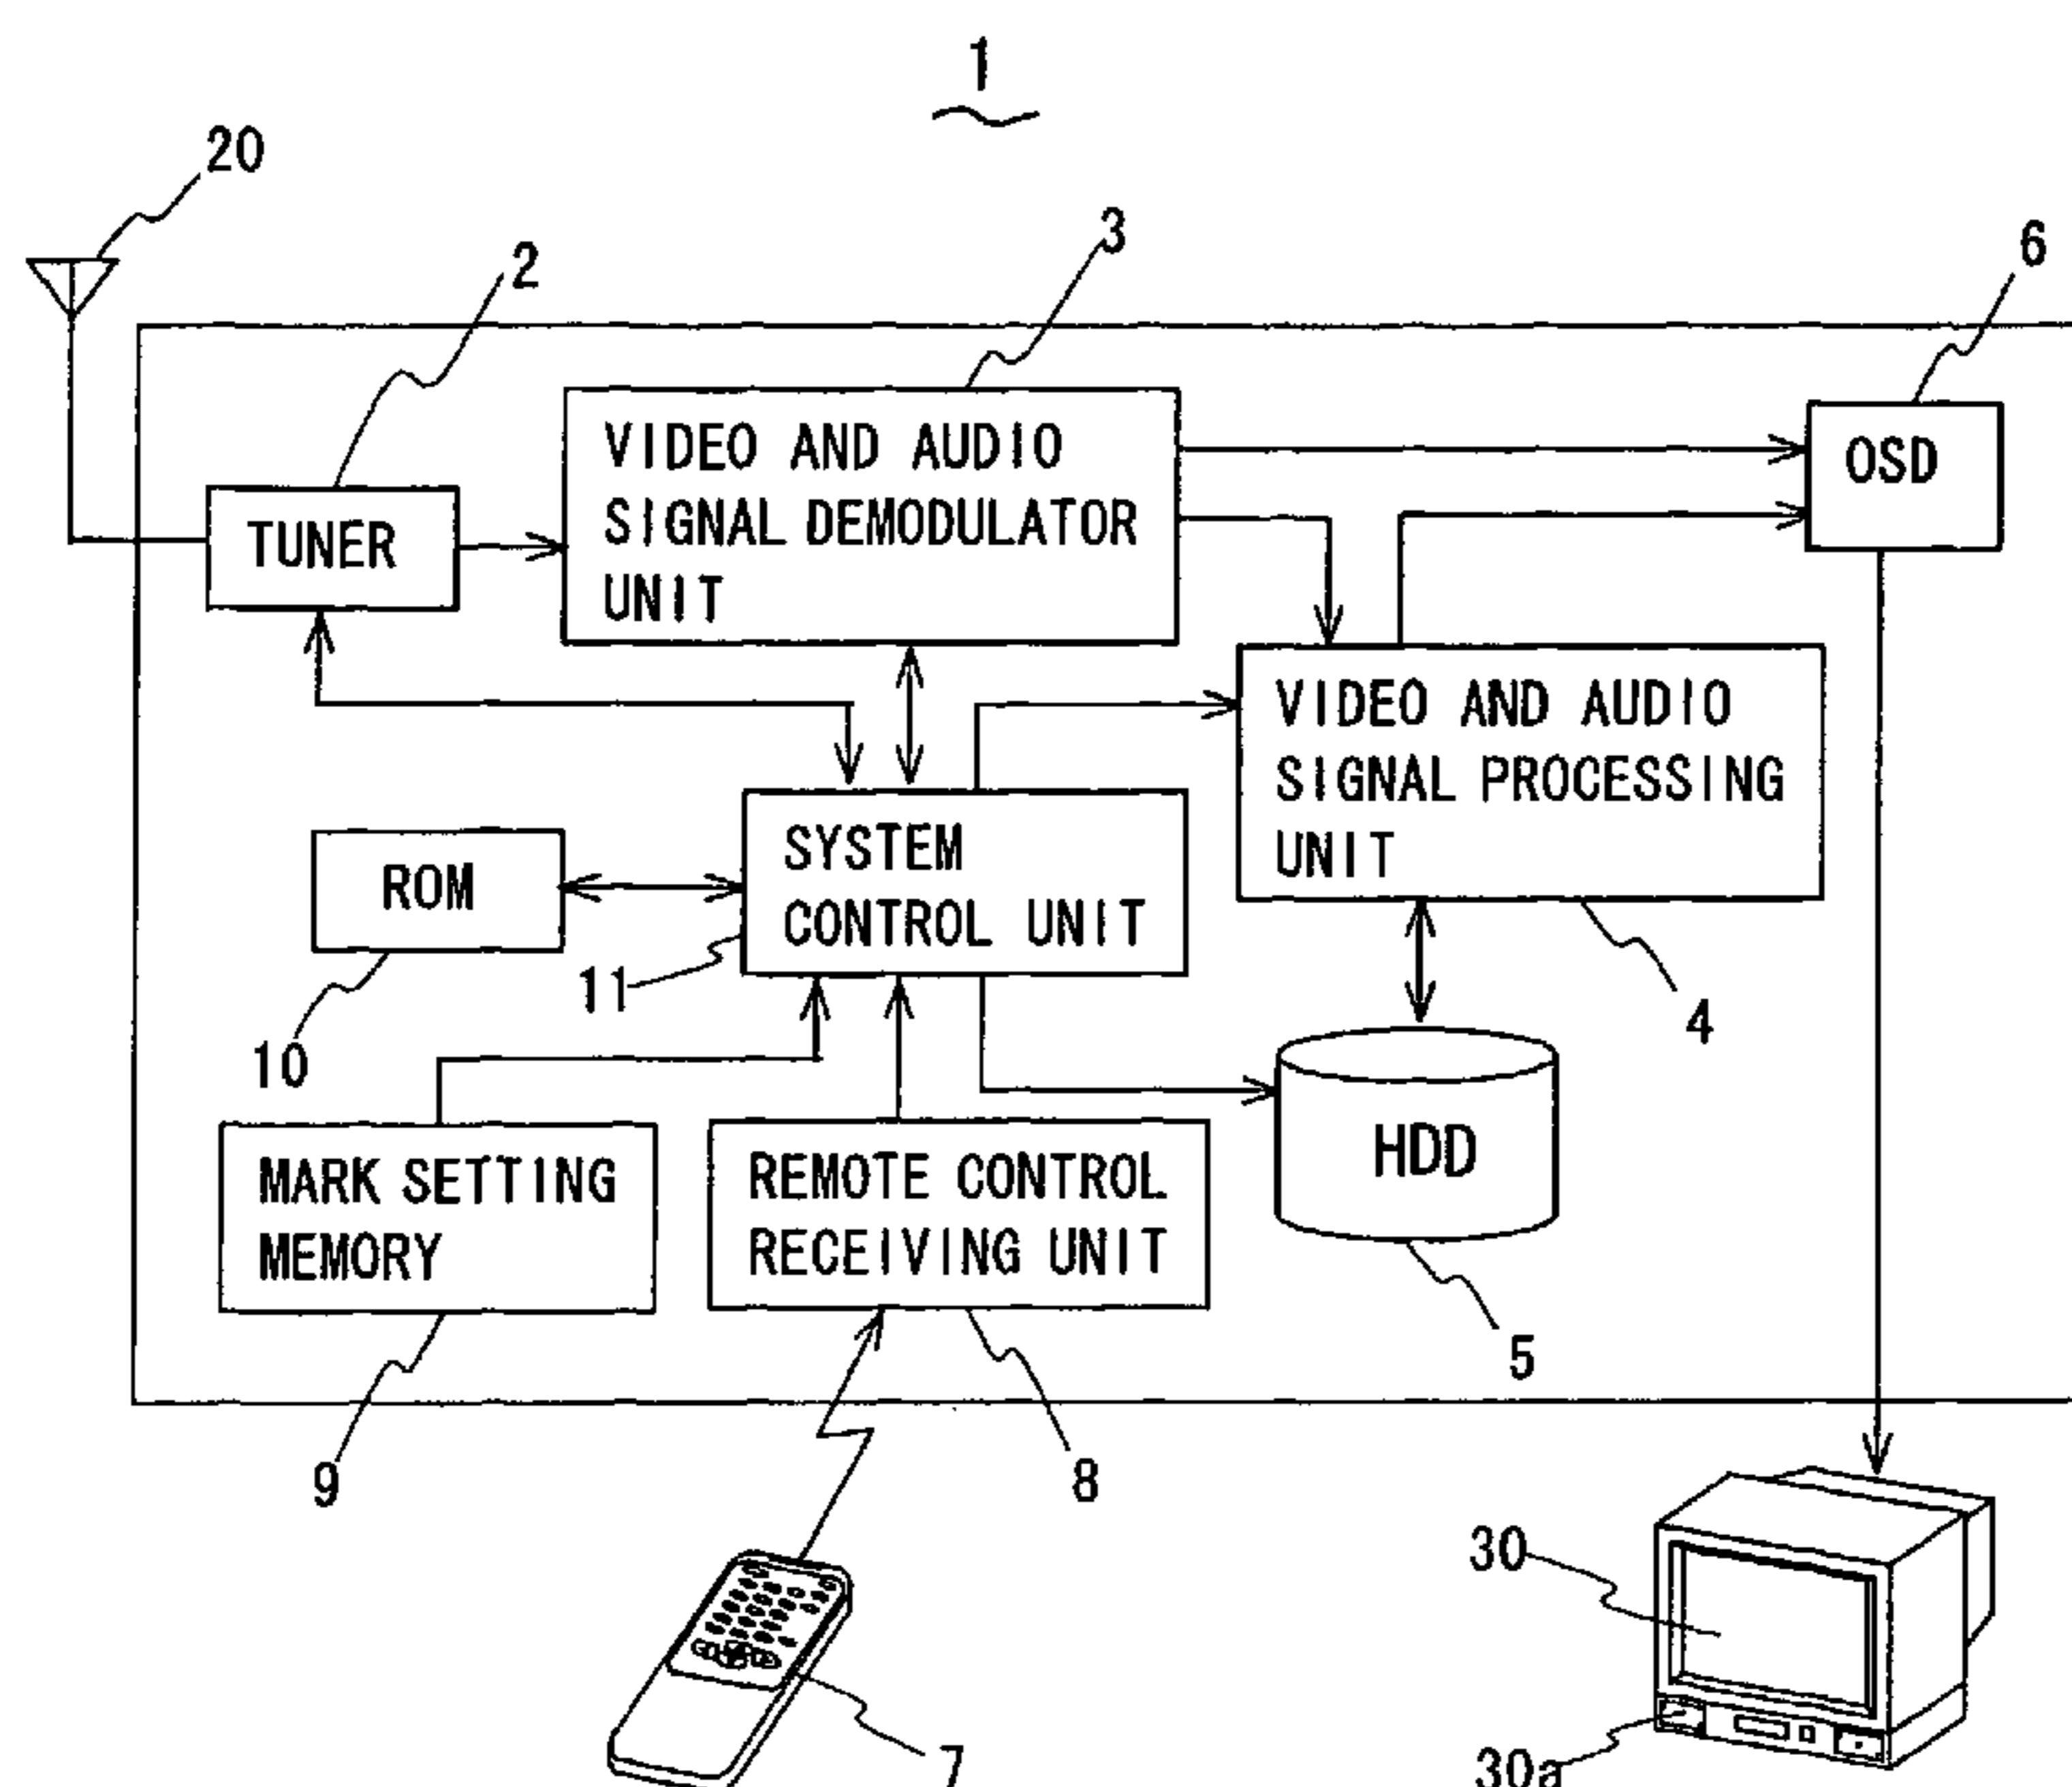 1
20
2
3
6
VIDEO AND AUDIO
SIGNAL DEMODULATOR
UNIT
OSD
TUNER
VIDEO AND AUDIO
SIGNAL PROCESSING
UNIT
SYSTEM
CONTROL UNIT
ROM
11
10
4
MARK SETTING
MEMORY
REMOTE CONTROL
RECEIVING UNIT
HDD
5
9
8
30
7
30a